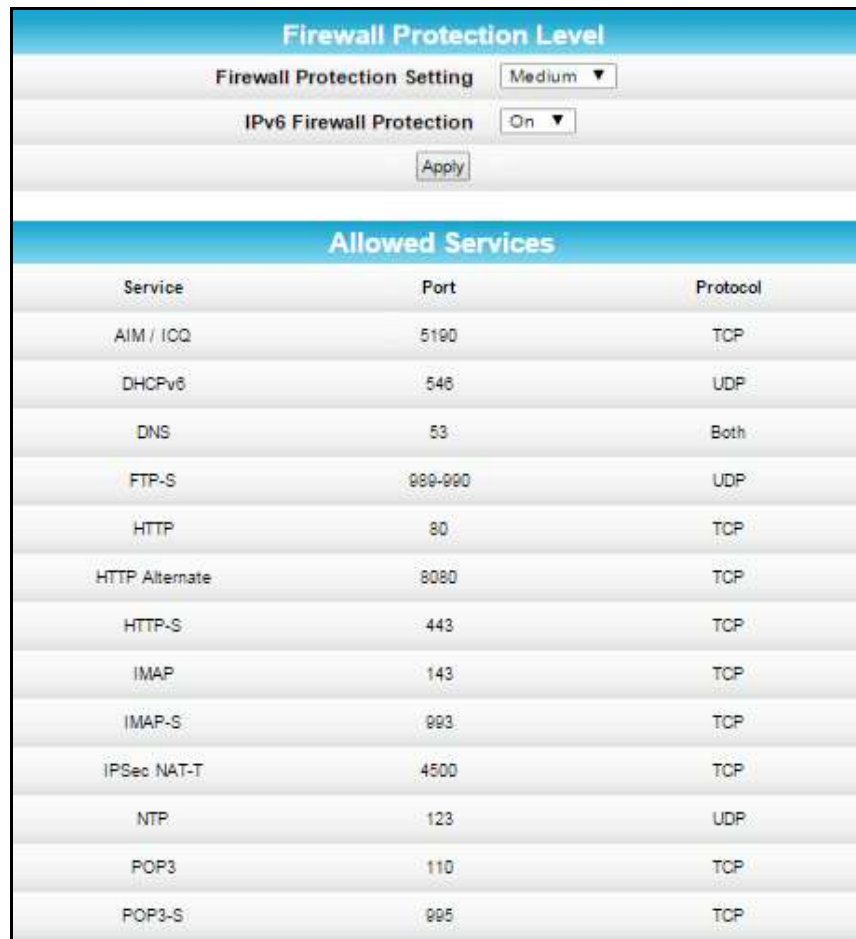 Firewall Protection Level
Firewall Protection Setting Medium ▼
IPv6 Firewall Protection On ▼
Apply
Allowed Services
Service Port Protocol
AIM / ICQ 5190 TCP
DHCPv6 546 UDP
DNS 53 Both
FTP-S 989-990 UDP
HTTP 80 TCP
HTTP Alternate 8080 TCP
HTTP-S 443 TCP
IMAP 143 TCP
IMAP-S 993 TCP
IPSec NAT-T 4500 TCP
NTP 123 UDP
POP3 110 TCP
POP3-S 995 TCP